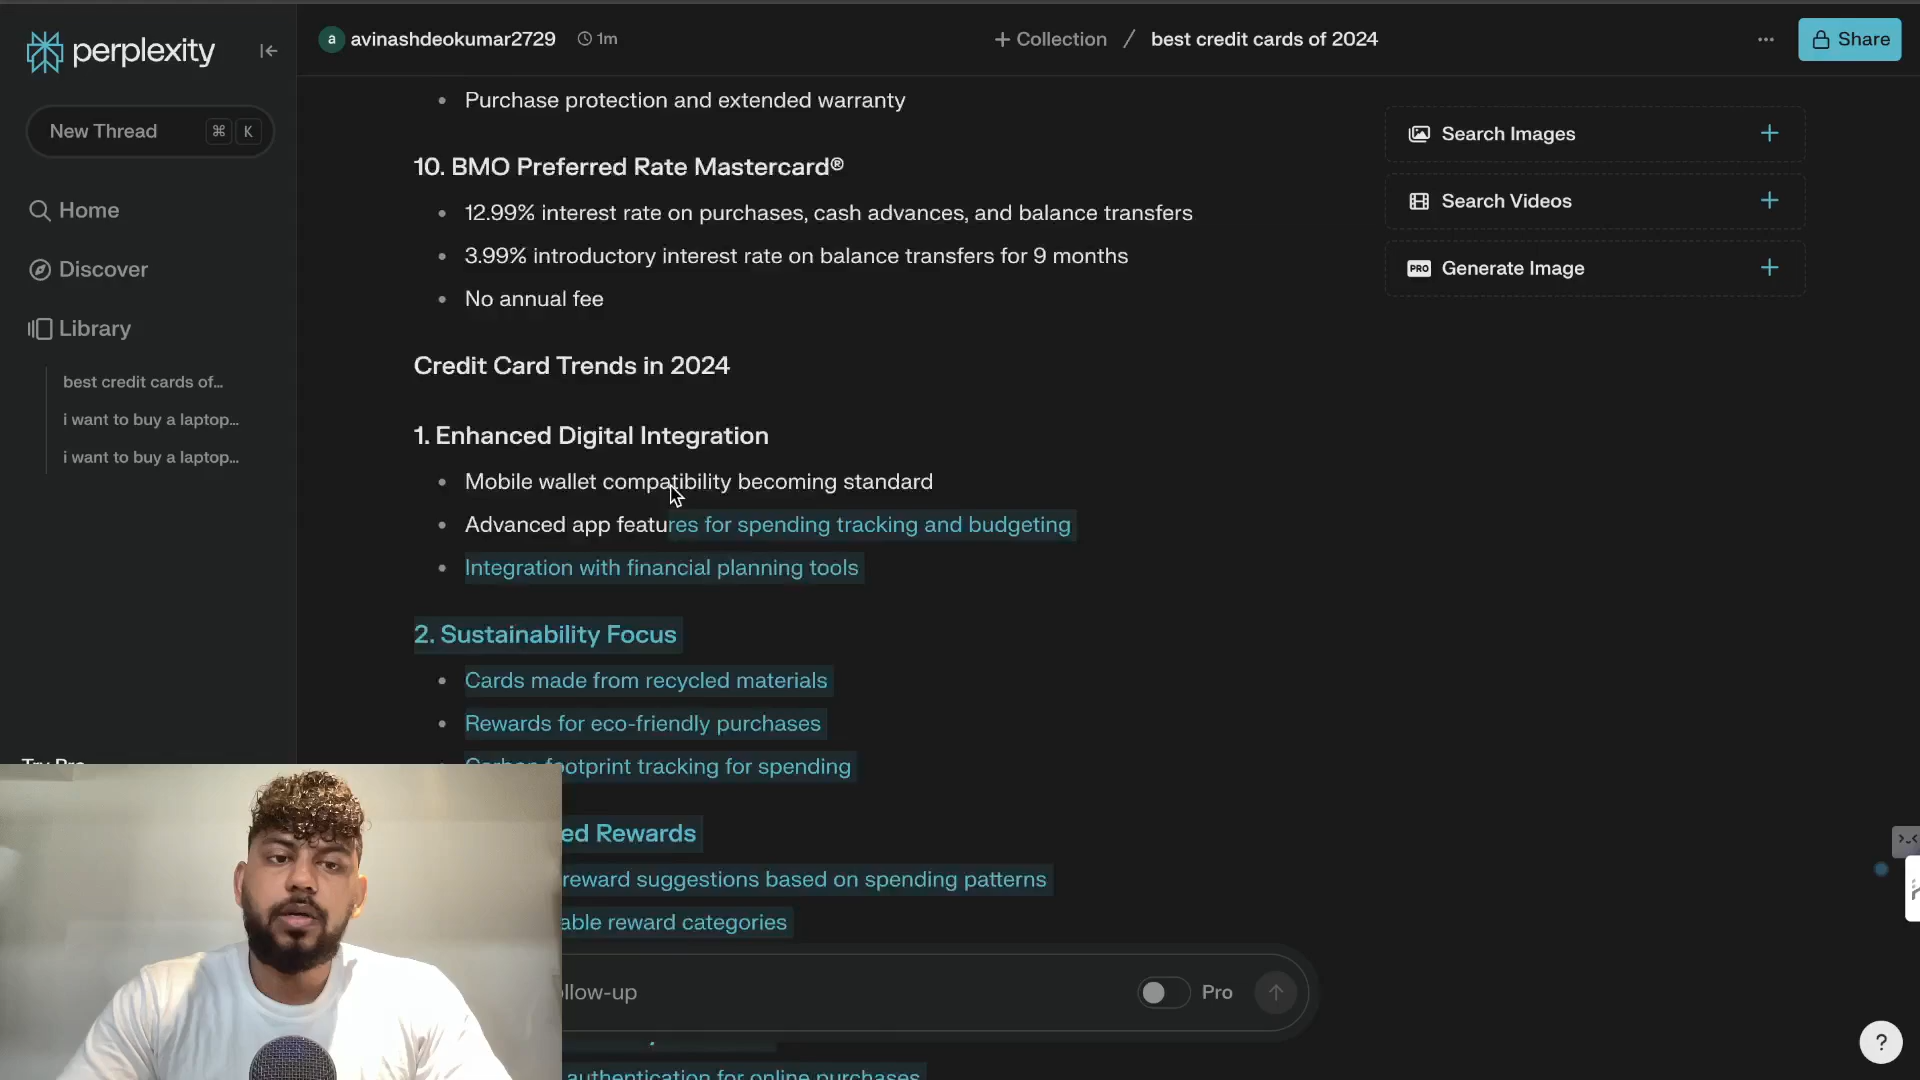 perplexity
New Thread ⌘ K
Home
Discover
Library
best credit cards of...
i want to buy a laptop...
i want to buy a laptop...
a avinashdeokumar2729 1m
+ Collection / best credit cards of 2024
... Share
Purchase protection and extended warranty
10. BMO Preferred Rate Mastercard®
12.99% interest rate on purchases, cash advances, and balance transfers
3.99% introductory interest rate on balance transfers for 9 months
No annual fee
Credit Card Trends in 2024
1. Enhanced Digital Integration
Mobile wallet compatibility becoming standard
Advanced app features for spending tracking and budgeting
Integration with financial planning tools
2. Sustainability Focus
Cards made from recycled materials
Rewards for eco-friendly purchases
Carbon footprint tracking for spending
ed Rewards
reward suggestions based on spending patterns
able reward categories
llow-up
Pro
authentication for online purchases
Search Images +
Search Videos +
PRO Generate Image +
?